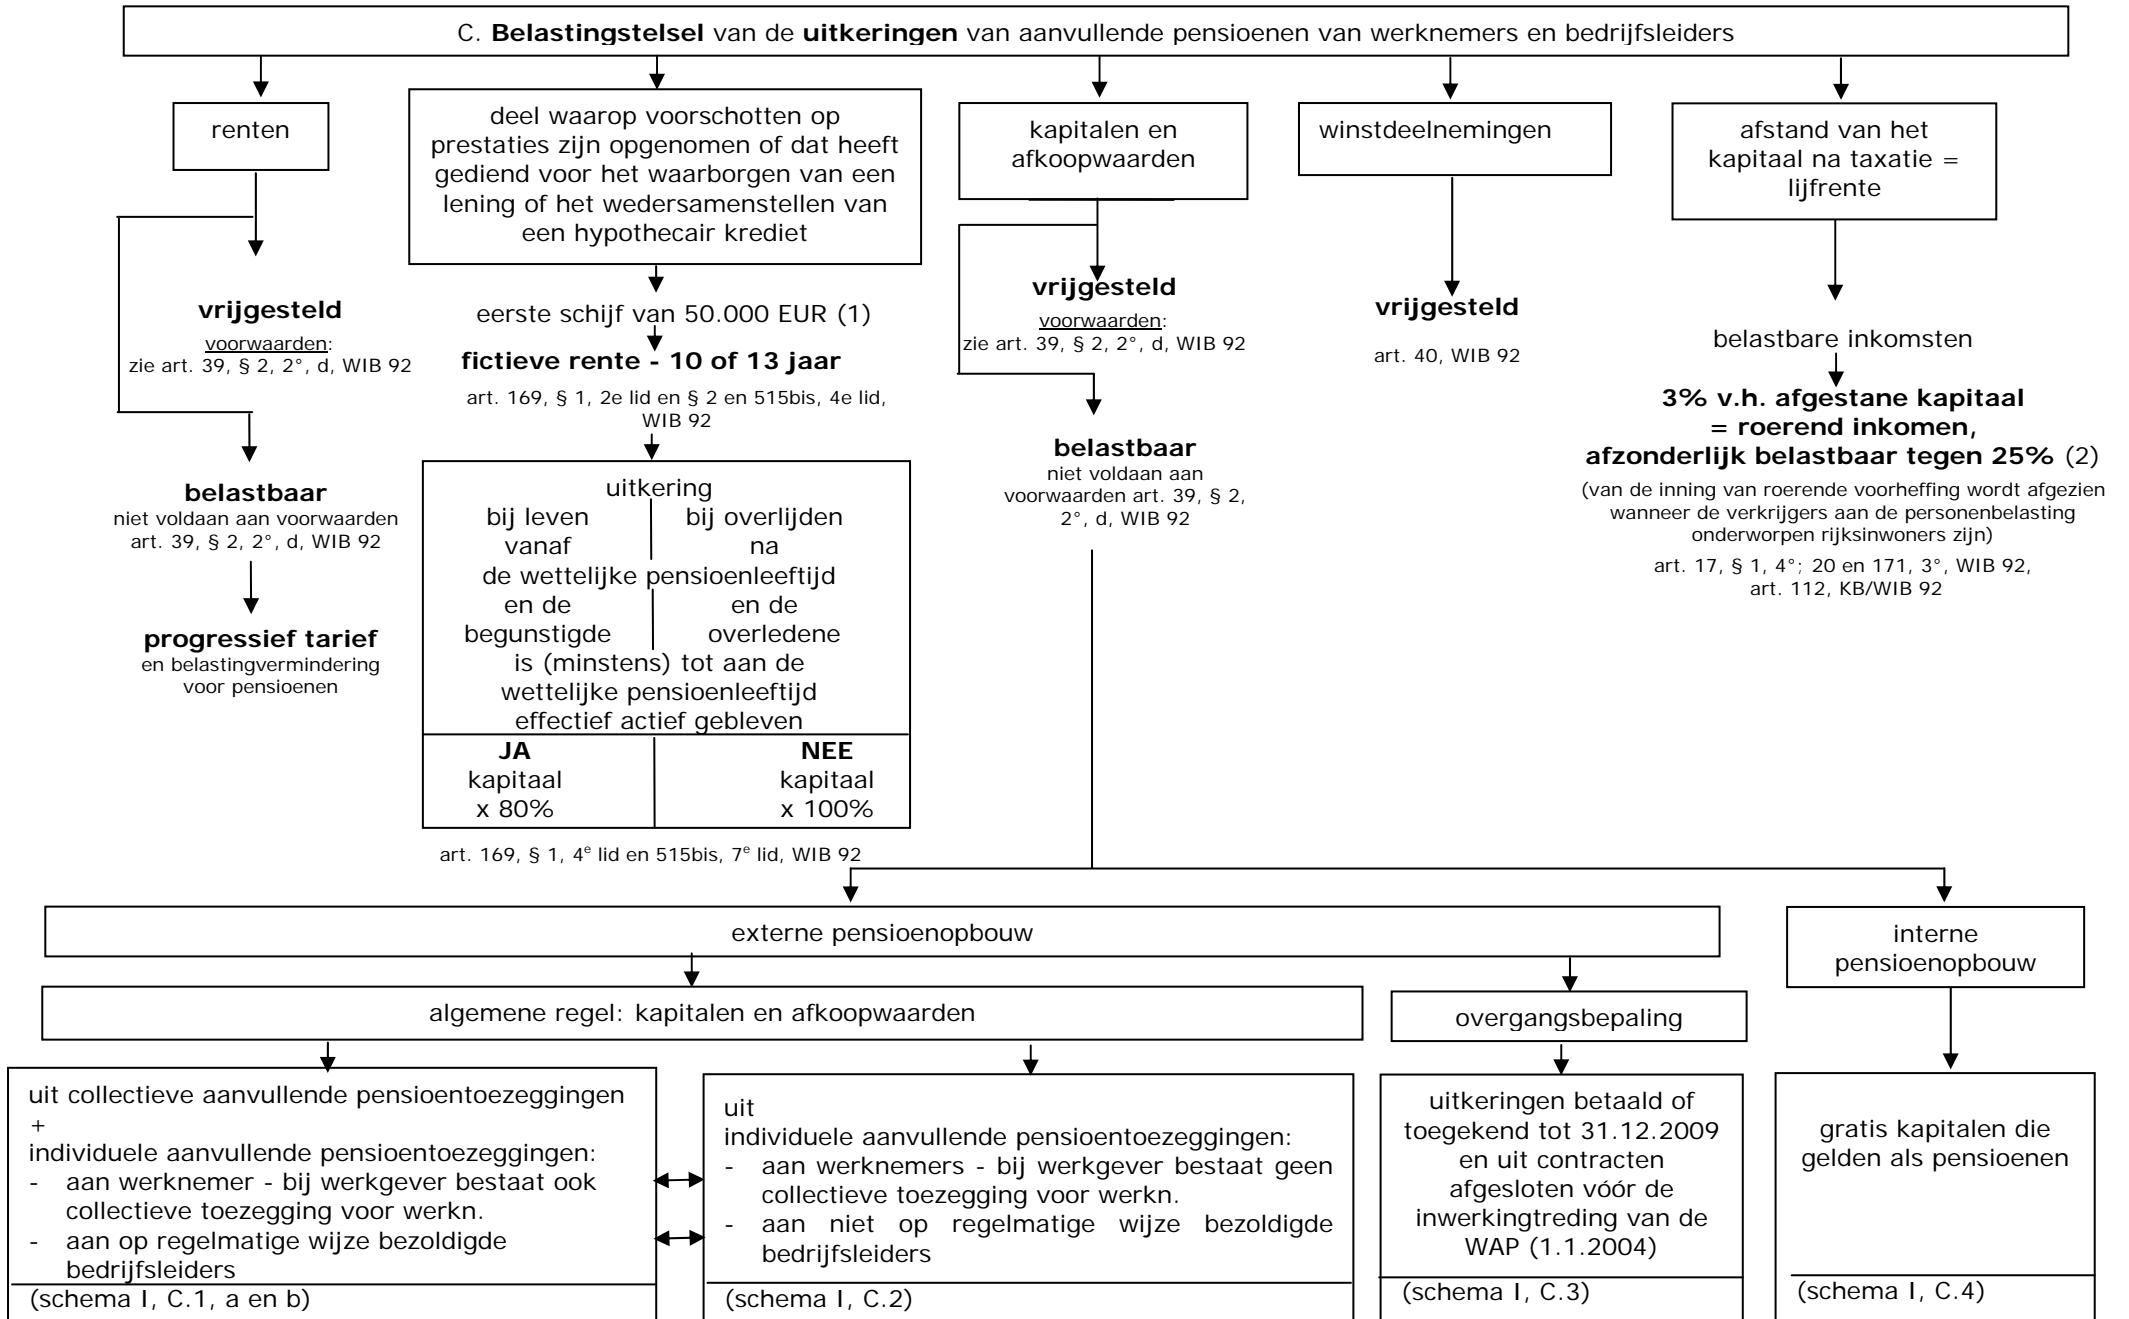 C. Belastingstelsel van de uitkeringen van aanvullende pensioenen van werknemers en bedrijfsleiders
renten
vrijgesteld
voorwaarden:
zie art. 39, § 2, 2°, d, WIB 92
belastbaar
niet voldaan aan voorwaarden
art. 39, § 2, 2°, d, WIB 92
progressief tarief
en belastingvermindering
voor pensioenen
deel waarop voorschotten op
prestaties zijn opgenomen of dat heeft
gediend voor het waarborgen van een
lening of het wedersamenstellen van
een hypothecair krediet
eerste schijf van 50.000 EUR (1)
fictieve rente - 10 of 13 jaar
art. 169, § 1, 2e lid en § 2 en 515bis, 4e lid,
WIB 92
uitkering
bij leven bij overlijden
vanaf na
de wettelijke pensioenleeftijd
en de en de
begunstigde overledene
is (minstens) tot aan de
wettelijke pensioenleeftijd
effectief actief gebleven
JA NEE
kapitaal kapitaal
x 80% x 100%
art. 169, § 1, 4e lid en 515bis, 7e lid, WIB 92
kapitalen en
afkoopwaarden
vrijgesteld
voorwaarden:
zie art. 39, § 2, 2°, d, WIB 92
belastbaar
niet voldaan aan
voorwaarden art. 39, § 2,
2°, d, WIB 92
winstdeelnemingen
vrijgesteld
art. 40, WIB 92
afstand van het
kapitaal na taxatie =
lijfrente
belastbare inkomsten
3% v.h. afgestane kapitaal
= roerend inkomen,
afzonderlijk belastbaar tegen 25% (2)
(van de inning van roerende voorheffing wordt afgezien
wanneer de verkrijgers aan de personenbelasting
onderworpen rijksinwoners zijn)
art. 17, § 1, 4°; 20 en 171, 3°, WIB 92,
art. 112, KB/WIB 92
externe pensioenopbouw
interne
pensioenopbouw
algemene regel: kapitalen en afkoopwaarden
overgangsbepaling
uit collectieve aanvullende pensioentoezeggingen
+
individuele aanvullende pensioentoezeggingen:
- aan werknemer - bij werkgever bestaat ook
collectieve toezegging voor werkn.
- aan op regelmatige wijze bezoldigde
bedrijfsleiders
(schema I, C.1, a en b)
uit
individuele aanvullende pensioentoezeggingen:
- aan werknemers - bij werkgever bestaat geen
collectieve toezegging voor werkn.
- aan niet op regelmatige wijze bezoldigde
bedrijfsleiders
(schema I, C.2)
uitkeringen betaald of
toegekend tot 31.12.2009
en uit contracten
afgesloten vóór de
inwerkingtreding van de
WAP (1.1.2004)
(schema I, C.3)
gratis kapitalen die
gelden als pensioenen
(schema I, C.4)